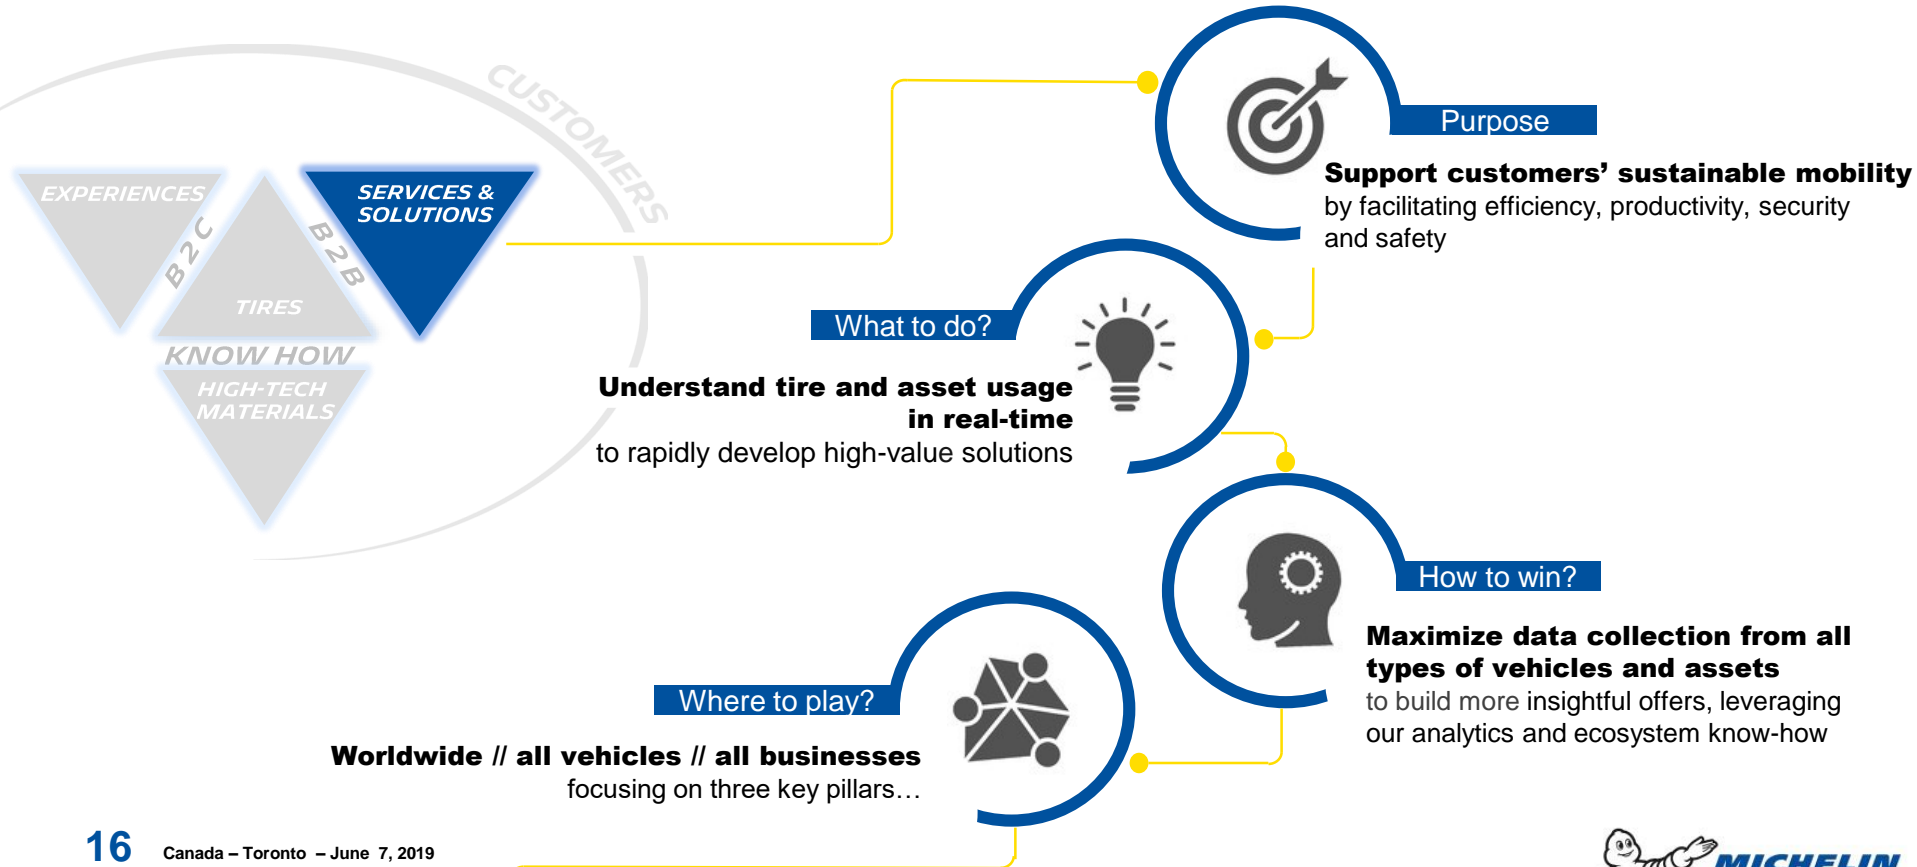 CUSTOMERS
EXPERIENCES
B2C
TIRES
B2B
SERVICES &
SOLUTIONS
KNOW HOW
HIGH-TECH
MATERIALS
Purpose
Support customers’ sustainable mobility
by facilitating efficiency, productivity, security
and safety
What to do?
Understand tire and asset usage
in real-time
to rapidly develop high-value solutions
How to win?
Maximize data collection from all
types of vehicles and assets
to build more insightful offers, leveraging
our analytics and ecosystem know-how
Where to play?
Worldwide // all vehicles // all businesses
focusing on three key pillars…
16 Canada – Toronto – June 7, 2019
MICHELIN